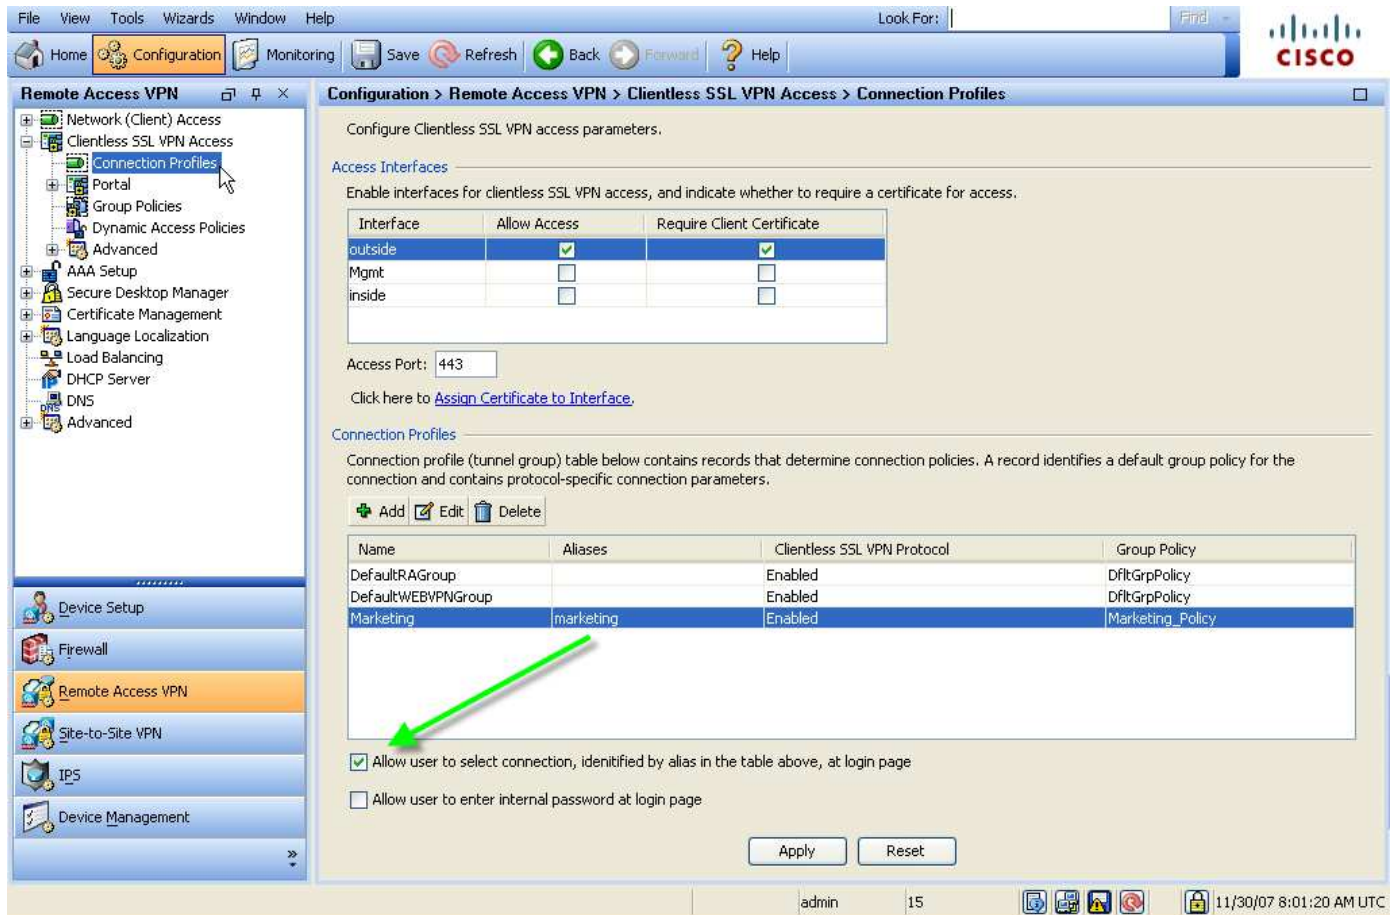 File View Tools Wizards Window Help Look For: Find
Home Configuration Monitoring Save Refresh Back Forward Help
CISCO
Remote Access VPN
Network (Client) Access
Clientless SSL VPN Access
Connection Profiles
Portal
Group Policies
Dynamic Access Policies
Advanced
AAA Setup
Secure Desktop Manager
Certificate Management
Language Localization
Load Balancing
DHCP Server
DNS
DNS
Advanced
Device Setup
Firewall
Remote Access VPN
Site-to-Site VPN
IPS
Device Management
Configuration > Remote Access VPN > Clientless SSL VPN Access > Connection Profiles
Configure Clientless SSL VPN access parameters.
Access Interfaces
Enable interfaces for clientless SSL VPN access, and indicate whether to require a certificate for access.
Interface Allow Access Require Client Certificate
outside
Mgmt
inside
Access Port: 443
Click here to Assign Certificate to Interface.
Connection Profiles
Connection profile (tunnel group) table below contains records that determine connection policies. A record identifies a default group policy for the
connection and contains protocol-specific connection parameters.
Add Edit Delete
Name Aliases Clientless SSL VPN Protocol Group Policy
DefaultRAGroup Enabled DfltGrpPolicy
DefaultWEBVPNGroup Enabled DfltGrpPolicy
Marketing marketing Enabled Marketing_Policy
Allow user to select connection, idenitified by alias in the table above, at login page
Allow user to enter internal password at login page
Apply Reset
admin 15 11/30/07 8:01:20 AM UTC